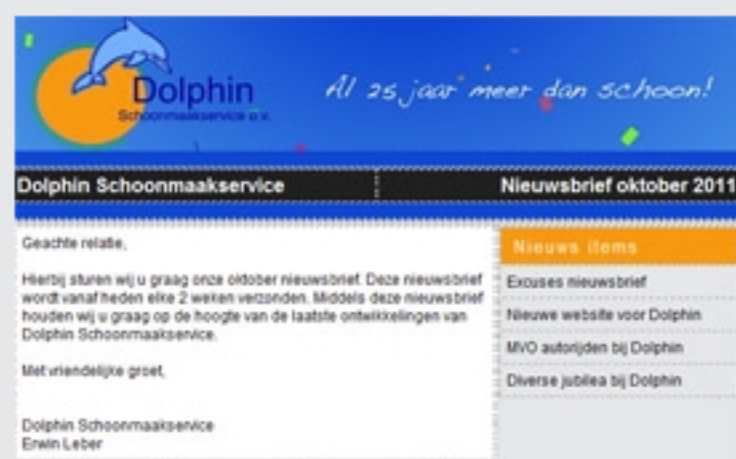 Dolphin
Schoonmaakservice b.v.
Al 25 jaar meer dan schoon!
Dolphin Schoonmaakservice
Nieuwsbrief oktober 2011
Geachte relatie,
Hierbij sturen wij u graag onze oktober nieuwsbrief. Deze nieuwsbrief
wordt vanaf heden elke 2 weken verzonden. Middels deze nieuwsbrief
houden wij u graag op de hoogte van de laatste ontwikkelingen van
Dolphin Schoonmaakservice.
Met vriendelijke groet,
Dolphin Schoonmaakservice
Erwin Leber
Nieuws items
Excuses nieuwsbrief
Nieuwe website voor Dolphin
MVO autorijden bij Dolphin
Diverse jubilea bij Dolphin